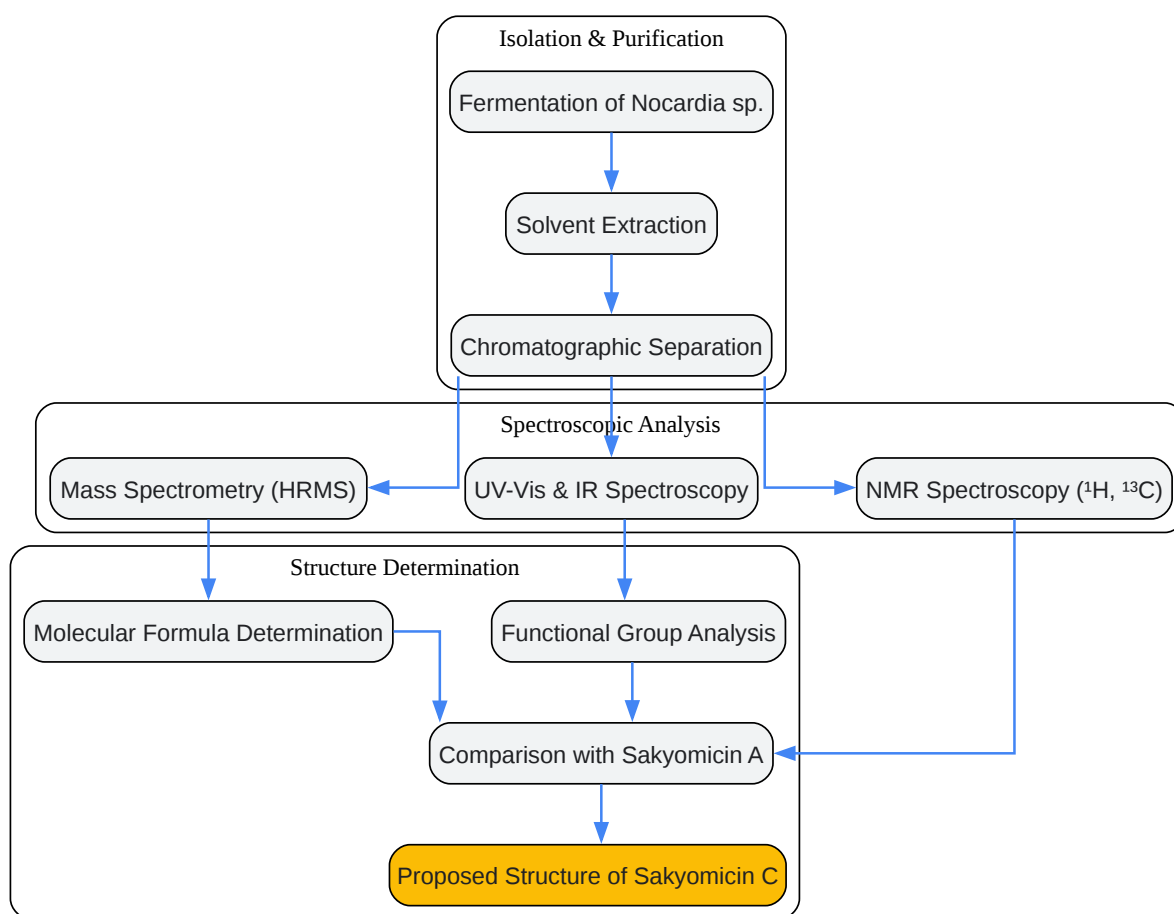 Isolation & Purification
Fermentation of Nocardia sp.
Solvent Extraction
Chromatographic Separation
Spectroscopic Analysis
Mass Spectrometry (HRMS)
UV-Vis & IR Spectroscopy
NMR Spectroscopy (¹H, ¹³C)
Structure Determination
Molecular Formula Determination
Functional Group Analysis
Comparison with Sakyomicin A
Proposed Structure of Sakyomicin C